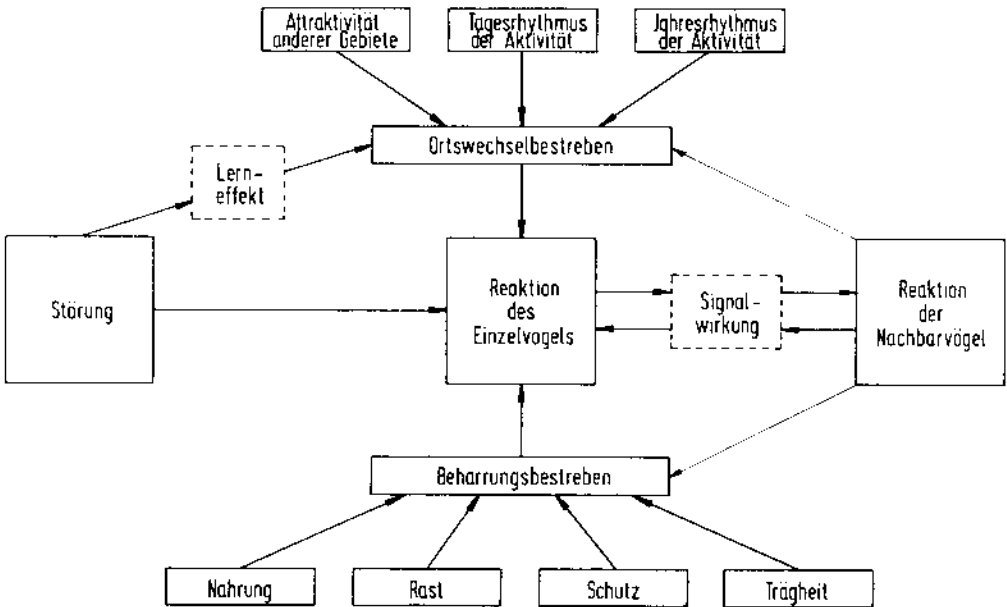 Attraktivität
anderer Gebiete
Tagesrhythmus
der Aktivität
Jahresrhythmus
der Aktivität
Ortswechselbestreben
Lern-
effekt
Störung
Reaktion
des
Einzelvogels
Signal-
wirkung
Reaktion
der
Nachbarvögel
Beharrungsbestreben
Nahrung
Rast
Schutz
Trägheit